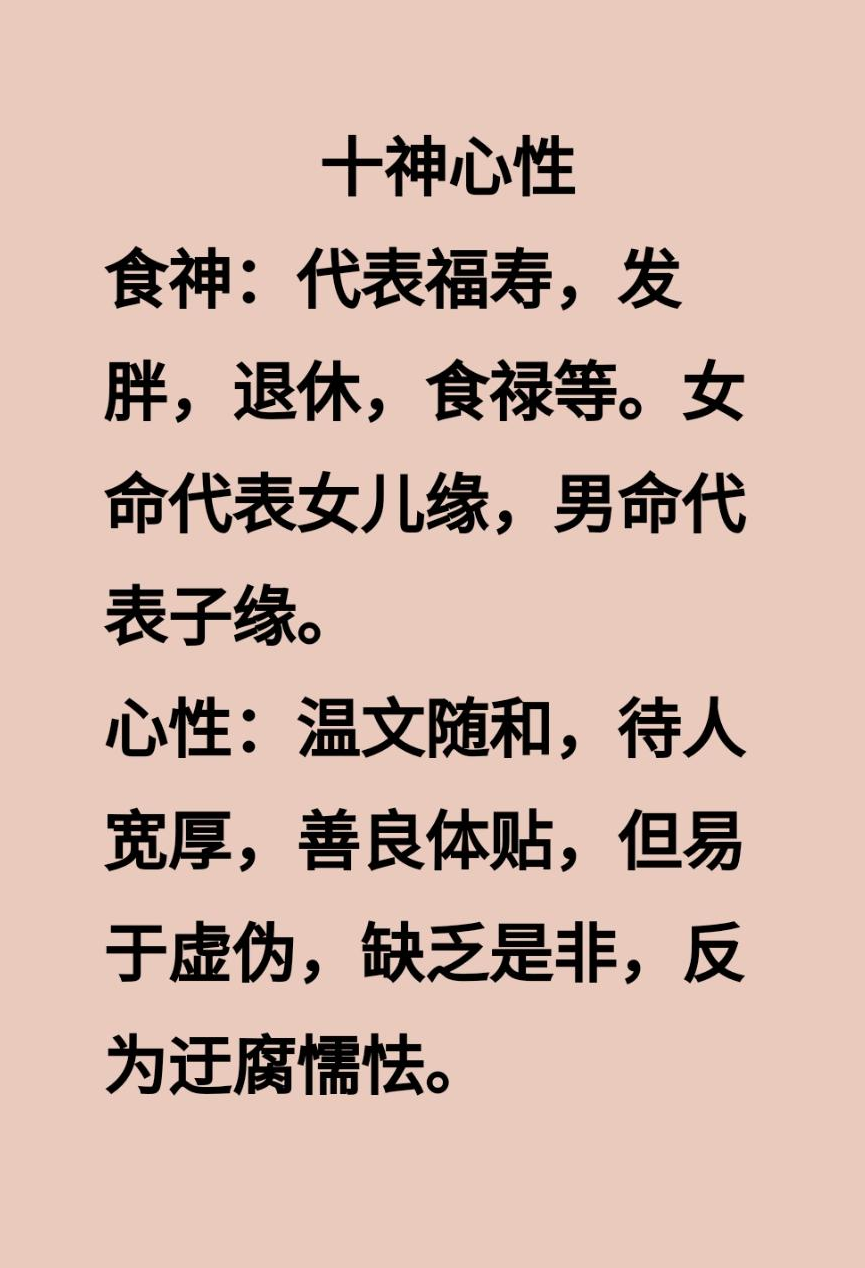 十神心性
食神：代表福寿，发
胖，退休，食禄等。女
命代表女儿缘，男命代
表子缘。
心性：温文随和，待人
宽厚，善良体贴，但易
于虚伪，缺乏是非，反
为迂腐懦怯。